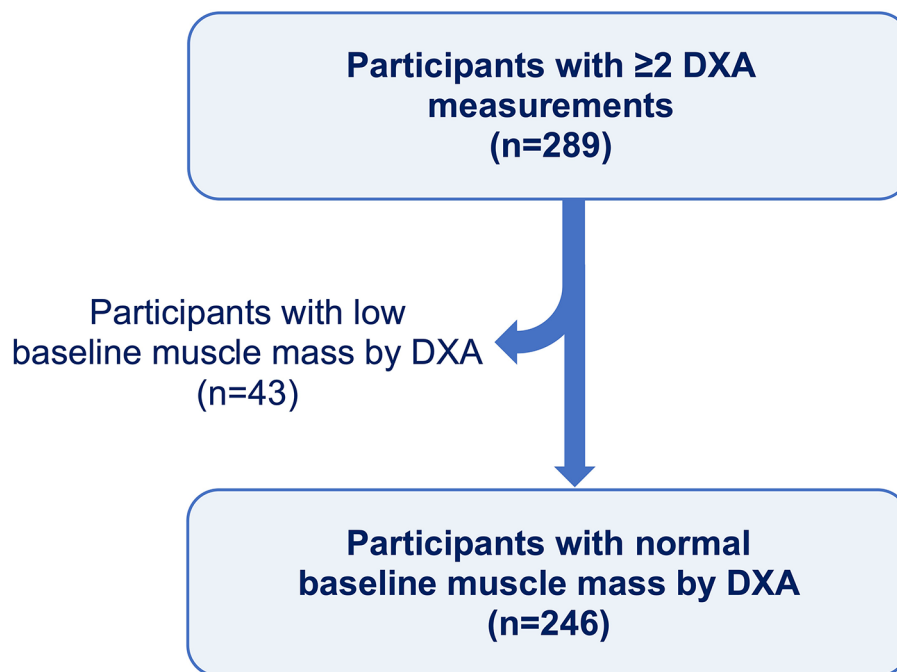 Participants with ≥2 DXA
measurements
(n=289)
Participants with low
baseline muscle mass by DXA
(n=43)
Participants with normal
baseline muscle mass by DXA
(n=246)